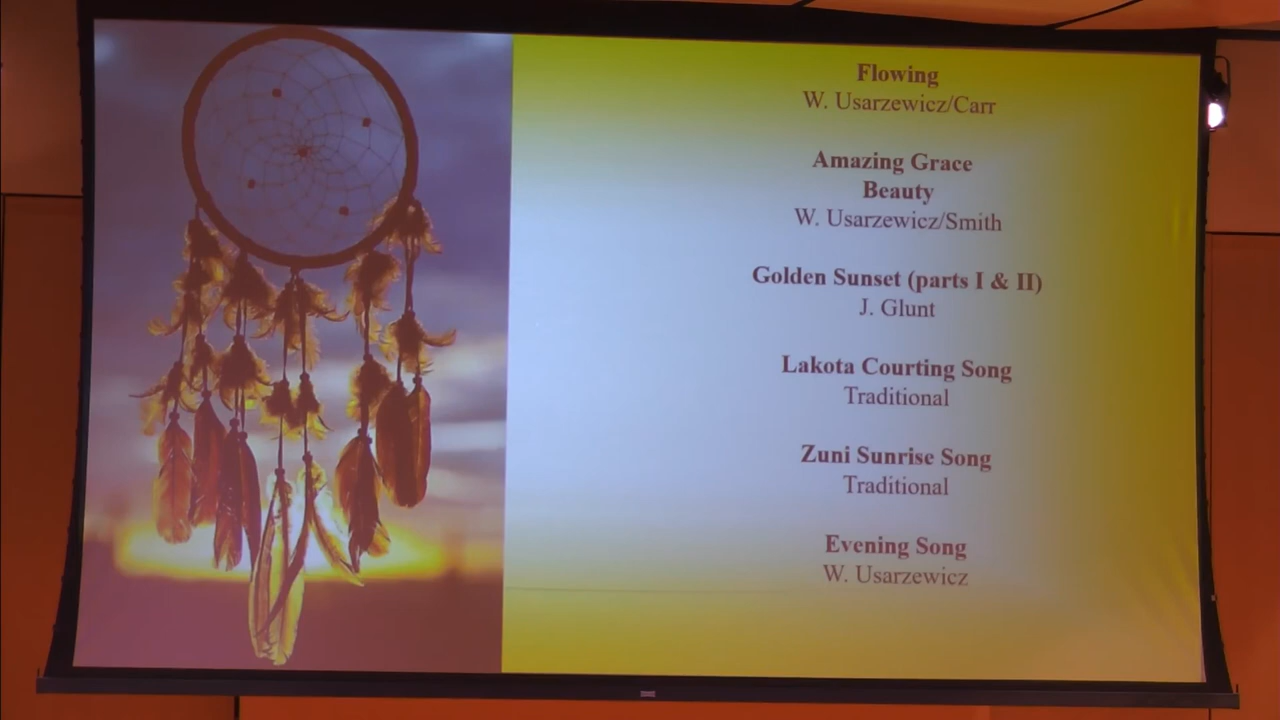 Flowing
W. Usarzewicz/Carr
Amazing Grace
Beauty
W. Usarzewicz/Smith
Golden Sunset (parts I & II)
J. Glunt
Lakota Courting Song
Traditional
Zuni Sunrise Song
Traditional
Evening Song
W. Usarzewicz